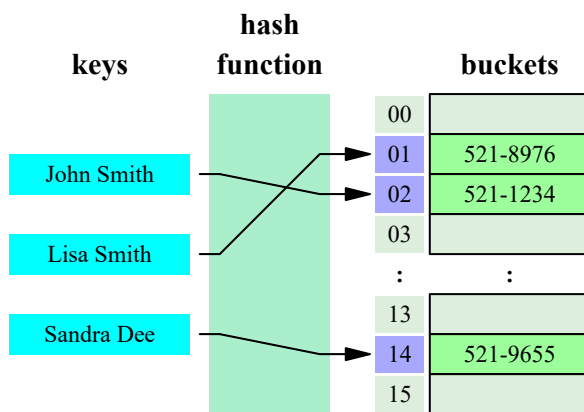 hash
keys function buckets
00
01 521-8976
John Smith
02 521-1234
03
Lisa Smith
: :
13
Sandra Dee
14 521-9655
15